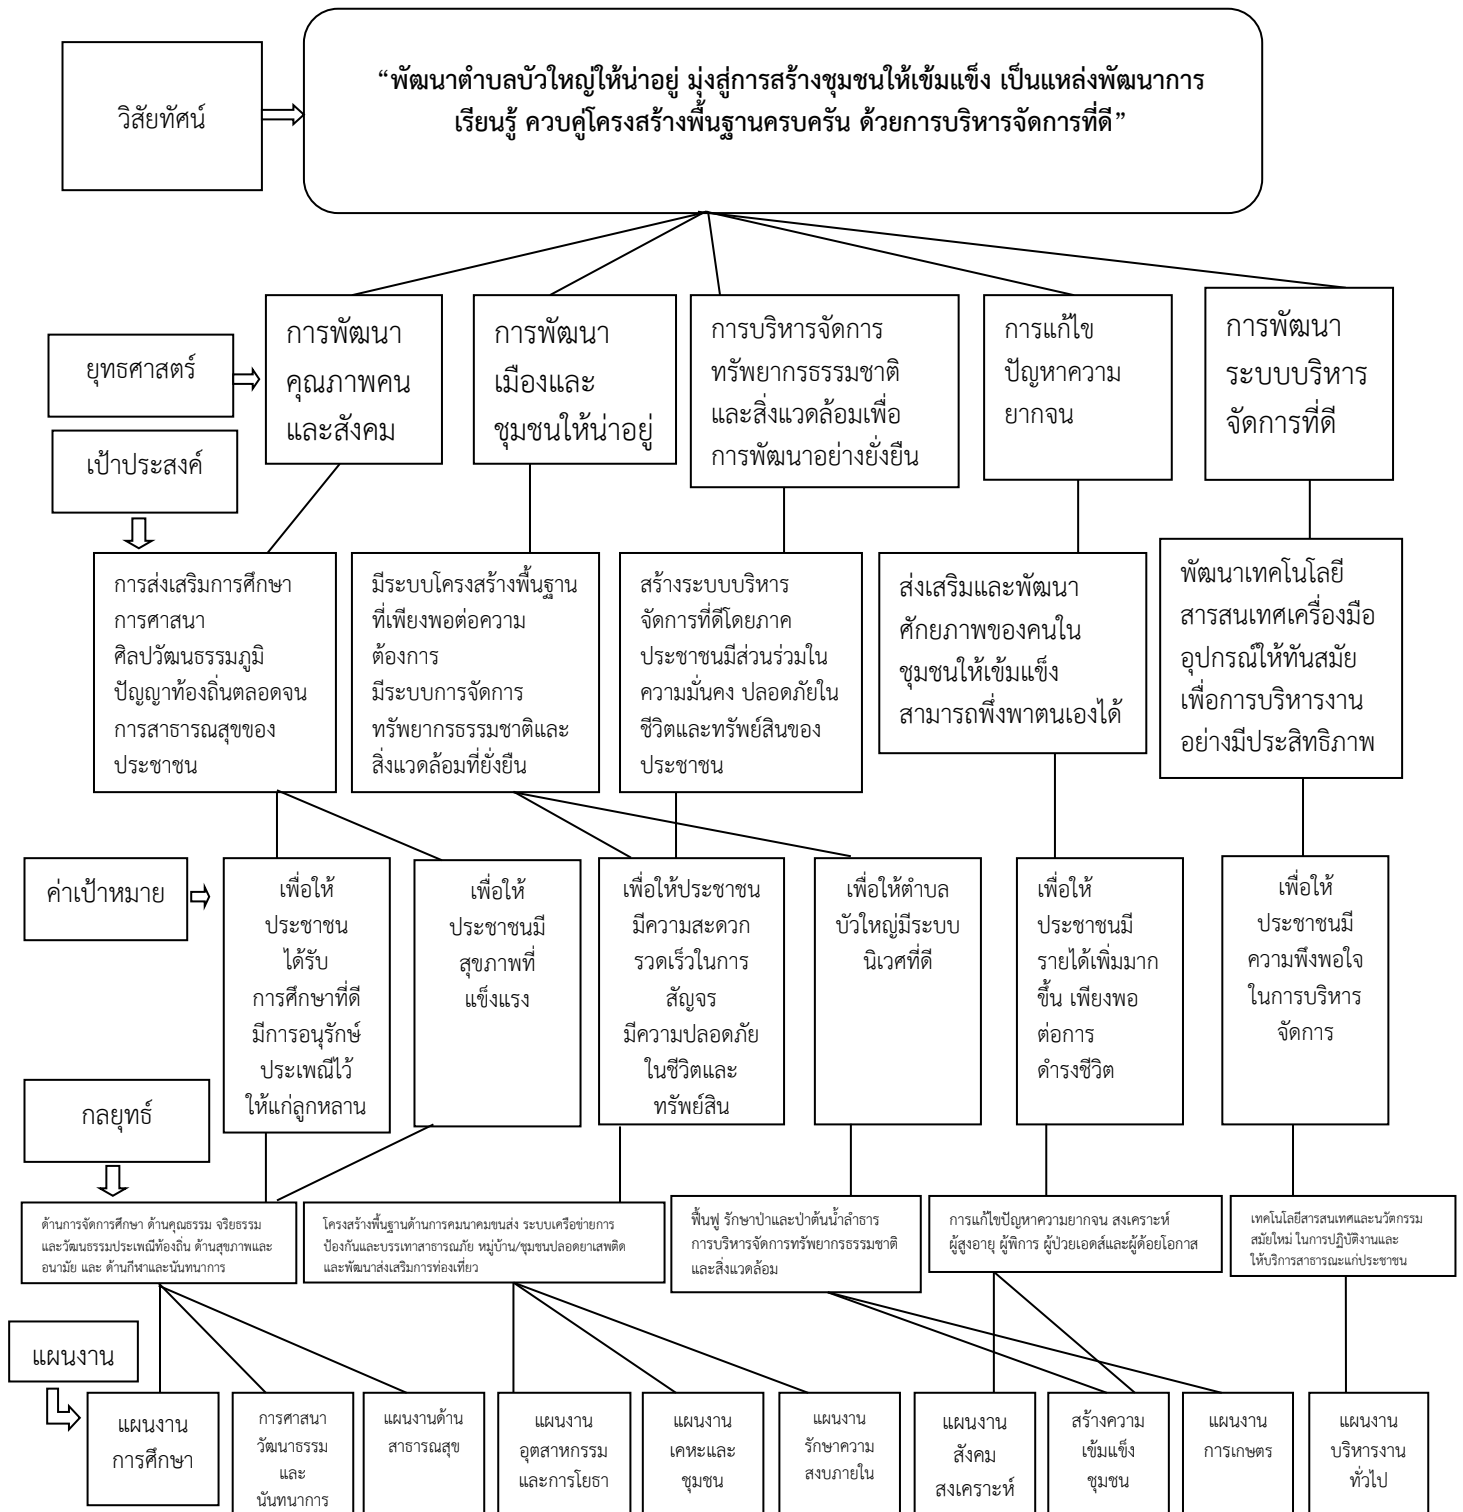 วิสัยทัศน์
“พัฒนาตำบลบัวใหญ่ให้น่าอยู่ มุ่งสู่การสร้างชุมชนให้เข้มแข็ง เป็นแหล่งพัฒนาการ
เรียนรู้ ควบคู่โครงสร้างพื้นฐานครบครัน ด้วยการบริหารจัดการที่ดี”
ยุทธศาสตร์
การพัฒนา
คุณภาพคน
และสังคม
การพัฒนา
เมืองและ
ชุมชนให้น่าอยู่
การบริหารจัดการ
ทรัพยากรธรรมชาติ
และสิ่งแวดล้อมเพื่อ
การพัฒนาอย่างยั่งยืน
การแก้ไข
ปัญหาความ
ยากจน
การพัฒนา
ระบบบริหาร
จัดการที่ดี
เป้าประสงค์
การส่งเสริมการศึกษา
การศาสนา
ศิลปวัฒนธรรมภูมิ
ปัญญาท้องถิ่นตลอดจน
การสาธารณสุขของ
ประชาชน
มีระบบโครงสร้างพื้นฐาน
ที่เพียงพอต่อความ
ต้องการ
มีระบบการจัดการ
ทรัพยากรธรรมชาติและ
สิ่งแวดล้อมที่ยั่งยืน
สร้างระบบบริหาร
จัดการที่ดีโดยภาค
ประชาชนมีส่วนร่วมใน
ความมั่นคง ปลอดภัยใน
ชีวิตและทรัพย์สินของ
ประชาชน
ส่งเสริมและพัฒนา
ศักยภาพของคนใน
ชุมชนให้เข้มแข็ง
สามารถพึ่งพาตนเองได้
พัฒนาเทคโนโลยี
สารสนเทศเครื่องมือ
อุปกรณ์ให้ทันสมัย
เพื่อการบริหารงาน
อย่างมีประสิทธิภาพ
ค่าเป้าหมาย
เพื่อให้
ประชาชน
ได้รับ
การศึกษาที่ดี
มีการอนุรักษ์
ประเพณีไว้
ให้แก่ลูกหลาน
เพื่อให้
ประชาชนมี
สุขภาพที่
แข็งแรง
เพื่อให้ประชาชน
มีความสะดวก
รวดเร็วในการ
สัญจร
มีความปลอดภัย
ในชีวิตและ
ทรัพย์สิน
เพื่อให้ตำบล
บัวใหญ่มีระบบ
นิเวศที่ดี
เพื่อให้
ประชาชนมี
รายได้เพิ่มมาก
ขึ้น เพียงพอ
ต่อการ
ดำรงชีวิต
เพื่อให้
ประชาชนมี
ความพึงพอใจ
ในการบริหาร
จัดการ
กลยุทธ์
ด้านการจัดการศึกษา ด้านคุณธรรม จริยธรรม
และวัฒนธรรมประเพณีท้องถิ่น ด้านสุขภาพและ
อนามัย และ ด้านกีฬาและนันทนาการ
โครงสร้างพื้นฐานด้านการคมนาคมขนส่ง ระบบเครือข่ายการ
ป้องกันและบรรเทาสาธารณภัย หมู่บ้าน/ชุมชนปลอดยาเสพติด
และพัฒนาส่งเสริมการท่องเที่ยว
ฟื้นฟู รักษาป่าและป่าต้นน้ำลำธาร
การบริหารจัดการทรัพยากรธรรมชาติ
และสิ่งแวดล้อม
การแก้ไขปัญหาความยากจน สงเคราะห์
ผู้สูงอายุ ผู้พิการ ผู้ป่วยเอดส์และผู้ด้อยโอกาส
เทคโนโลยีสารสนเทศและนวัตกรรม
สมัยใหม่ ในการปฏิบัติงานและ
ให้บริการสาธารณะแก่ประชาชน
แผนงาน
แผนงาน
การศึกษา
การศาสนา
วัฒนาธรรม
และ
นันทนาการ
แผนงานด้าน
สาธารณสุข
แผนงาน
อุตสาหกรรม
และการโยธา
แผนงาน
เคหะและ
ชุมชน
แผนงาน
รักษาความ
สงบภายใน
แผนงาน
สังคม
สงเคราะห์
สร้างความ
เข้มแข็ง
ชุมชน
แผนงาน
การเกษตร
แผนงาน
บริหารงาน
ทั่วไป